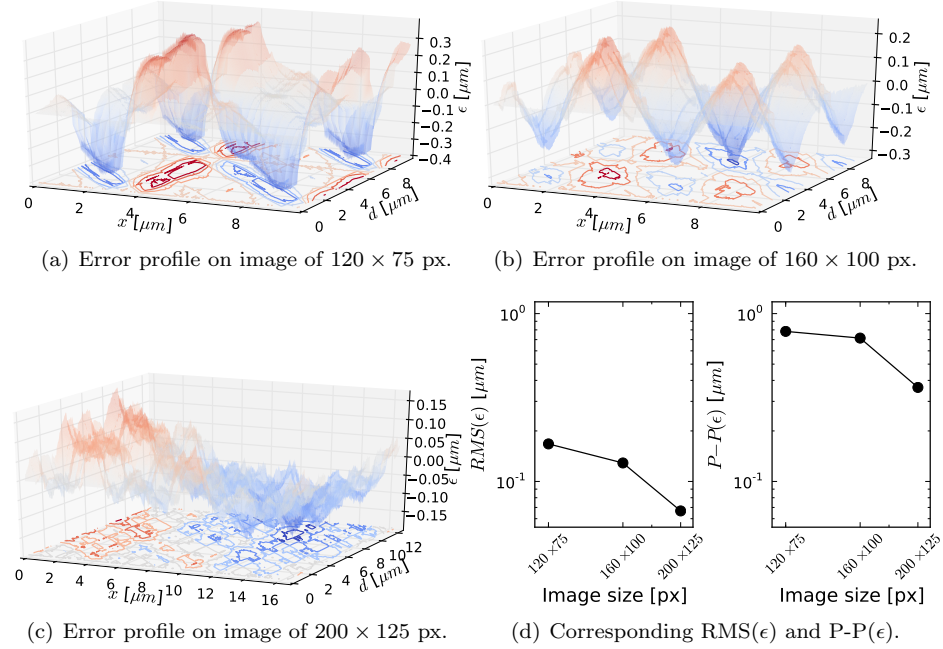 0.3
0.2
0.1
0.0
−0.1
−0.2
−0.3
−0.4
ϵ [μm]
0 2 4 6 8
x [μm]
0 2 4 6 8
d [μm]
(a) Error profile on image of 120 × 75 px.
0.2
0.1
0.0
−0.1
−0.2
−0.3
ϵ [μm]
0 2 4 6 8
x [μm]
0 2 4 6 8
d [μm]
(b) Error profile on image of 160 × 100 px.
0.15
0.10
0.05
0.00
−0.05
−0.10
−0.15
ϵ [μm]
0 2 4 6 8 10 12 14 16
x [μm]
0 2 4 6 8 10 12
d [μm]
(c) Error profile on image of 200 × 125 px.
10⁰
10⁻¹
RMS(ϵ) [μm]
120×75 160×100 200×125
Image size [px]
10⁰
10⁻¹
P−P(ϵ) [μm]
120×75 160×100 200×125
Image size [px]
(d) Corresponding RMS(ϵ) and P-P(ϵ).